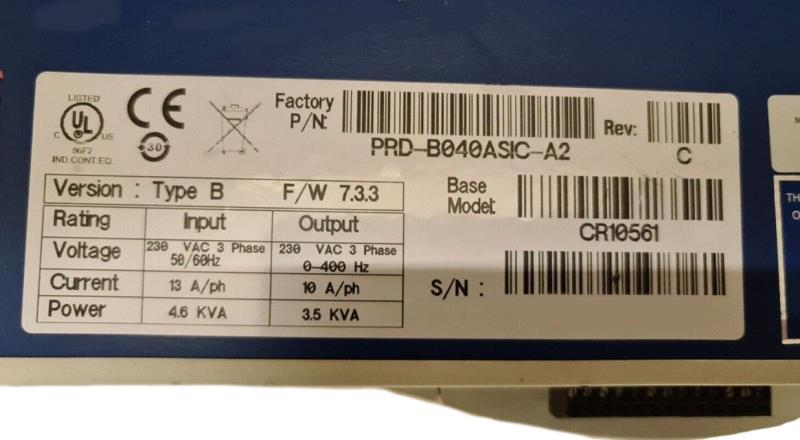 LISTED
UL
C US
86F2
IND.CONT.EQ.
CE
30
Factory P/N:
PRD-B040ASIC-A2
Rev:
C
Version : Type B F/W 7.3.3
Base Model:
CR10561
S/N :
Rating Input Output
Voltage 230 VAC 3 Phase 50/60Hz 230 VAC 3 Phase 0-400 Hz
Current 13 A/ph 10 A/ph
Power 4.6 KVA 3.5 KVA
TH